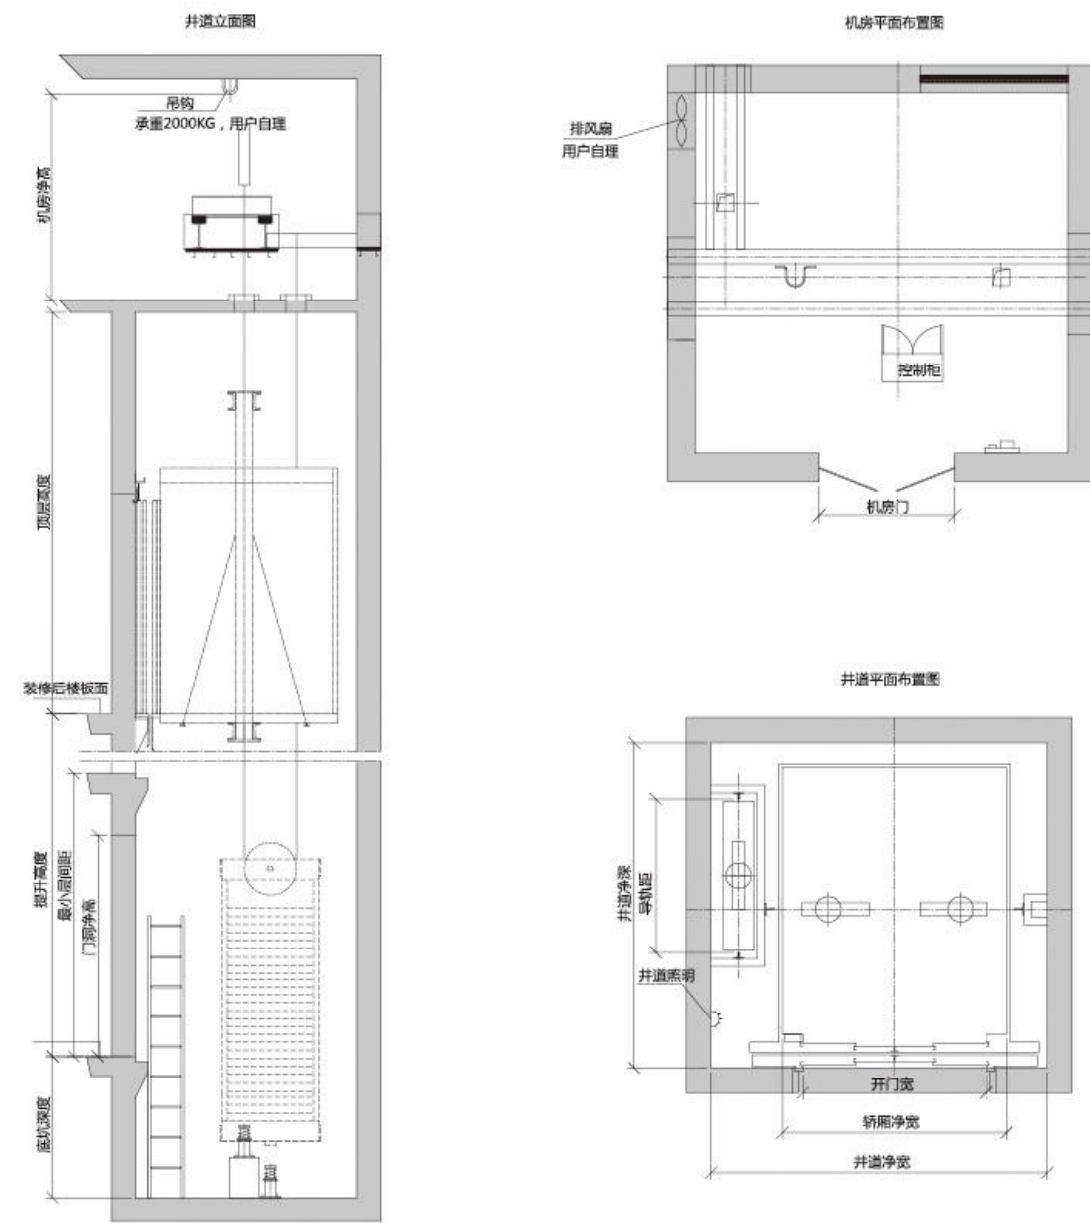 井道立面图
吊钩
承重2000KG，用户自理
机房净高
顶层高度
装修后楼板面
提升高度
最小层间距
门洞净高
底坑深度
机房平面布置图
排风扇
用户自理
控制柜
机房门
井道平面布置图
井道净深
导轨距
井道照明
开门宽
轿厢净宽
井道净宽